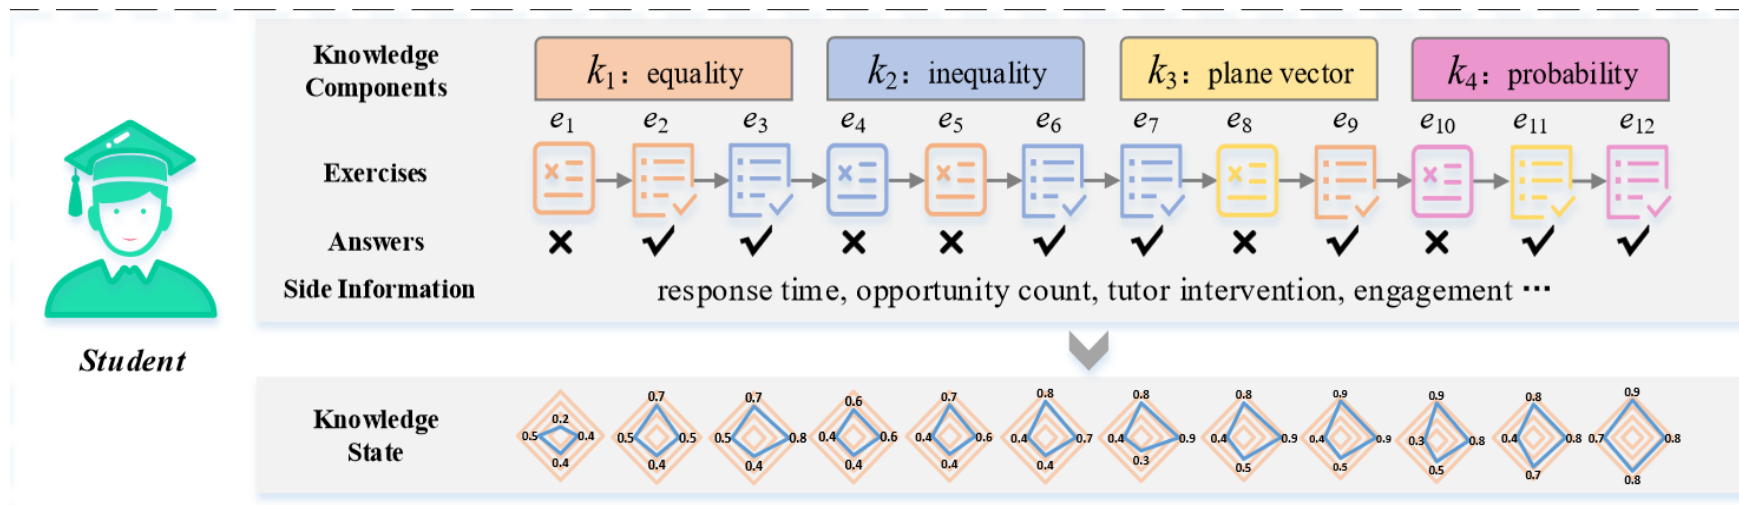 Knowledge Components
k1: equality
k2: inequality
k3: plane vector
k4: probability
e1 e2 e3 e4 e5 e6 e7 e8 e9 e10 e11 e12
Exercises
Answers
Side Information
response time, opportunity count, tutor intervention, engagement ···
Student
Knowledge State
0.2 0.5 0.4 0.4
0.7 0.5 0.5 0.4
0.7 0.5 0.8 0.4
0.6 0.4 0.6 0.4
0.7 0.4 0.6 0.4
0.8 0.4 0.7 0.4
0.8 0.4 0.9 0.3
0.8 0.4 0.9 0.5
0.9 0.4 0.9 0.5
0.9 0.3 0.8 0.5
0.8 0.4 0.8 0.7
0.9 0.7 0.8 0.8